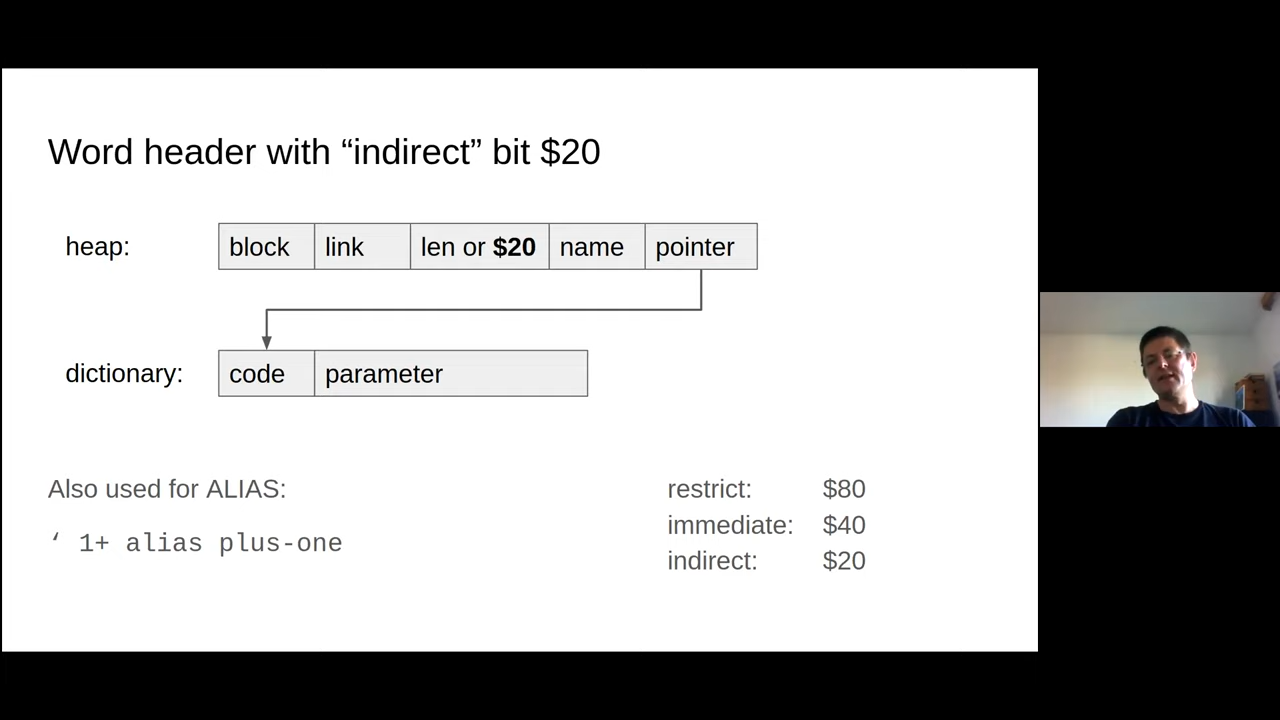 Word header with “indirect” bit $20
heap: block link len or $20 name pointer
dictionary: code parameter
Also used for ALIAS:
‘ 1+ alias plus-one
restrict: $80
immediate: $40
indirect: $20